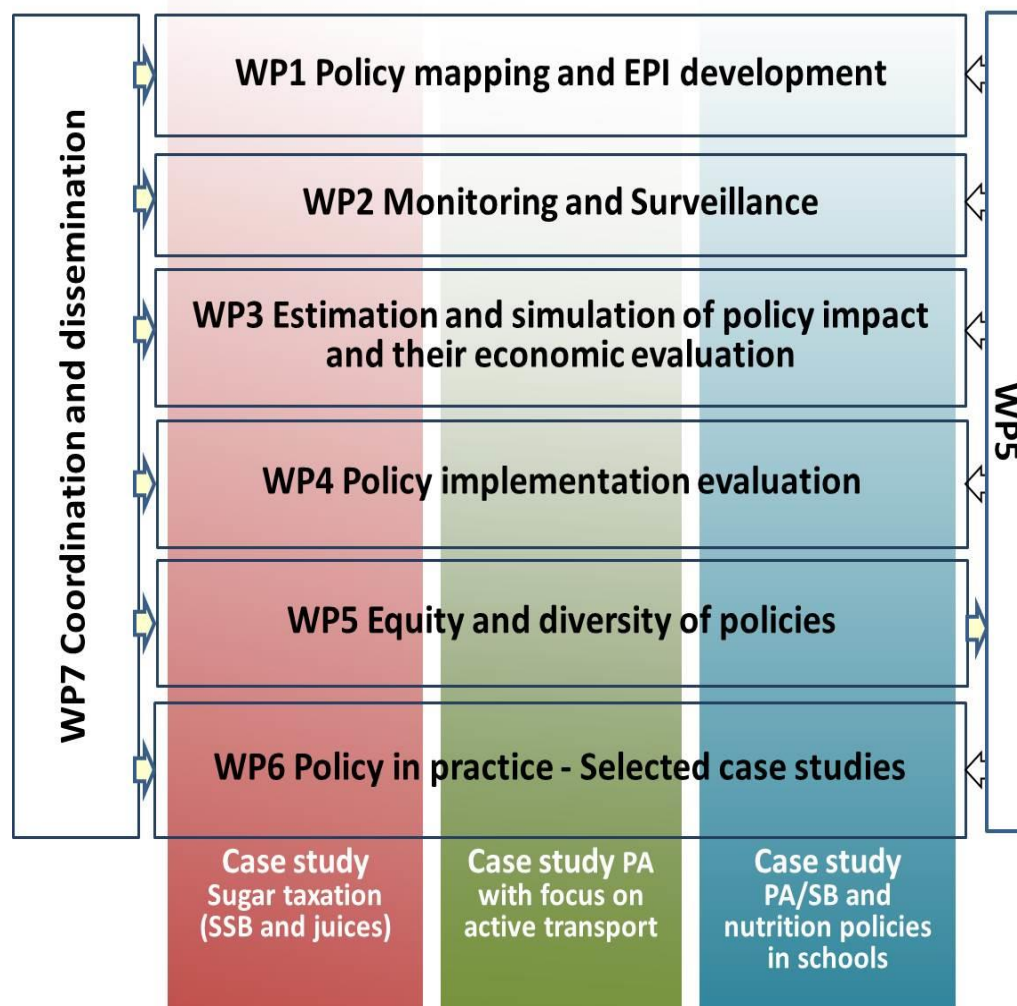 WP7 Coordination and dissemination
WP1 Policy mapping and EPI development
WP2 Monitoring and Surveillance
WP3 Estimation and simulation of policy impact
and their economic evaluation
WP4 Policy implementation evaluation
WP5 Equity and diversity of policies
WP6 Policy in practice - Selected case studies
WP5
Case study
Sugar taxation
(SSB and juices)
Case study PA
with focus on
active transport
Case study
PA/SB and
nutrition policies
in schools